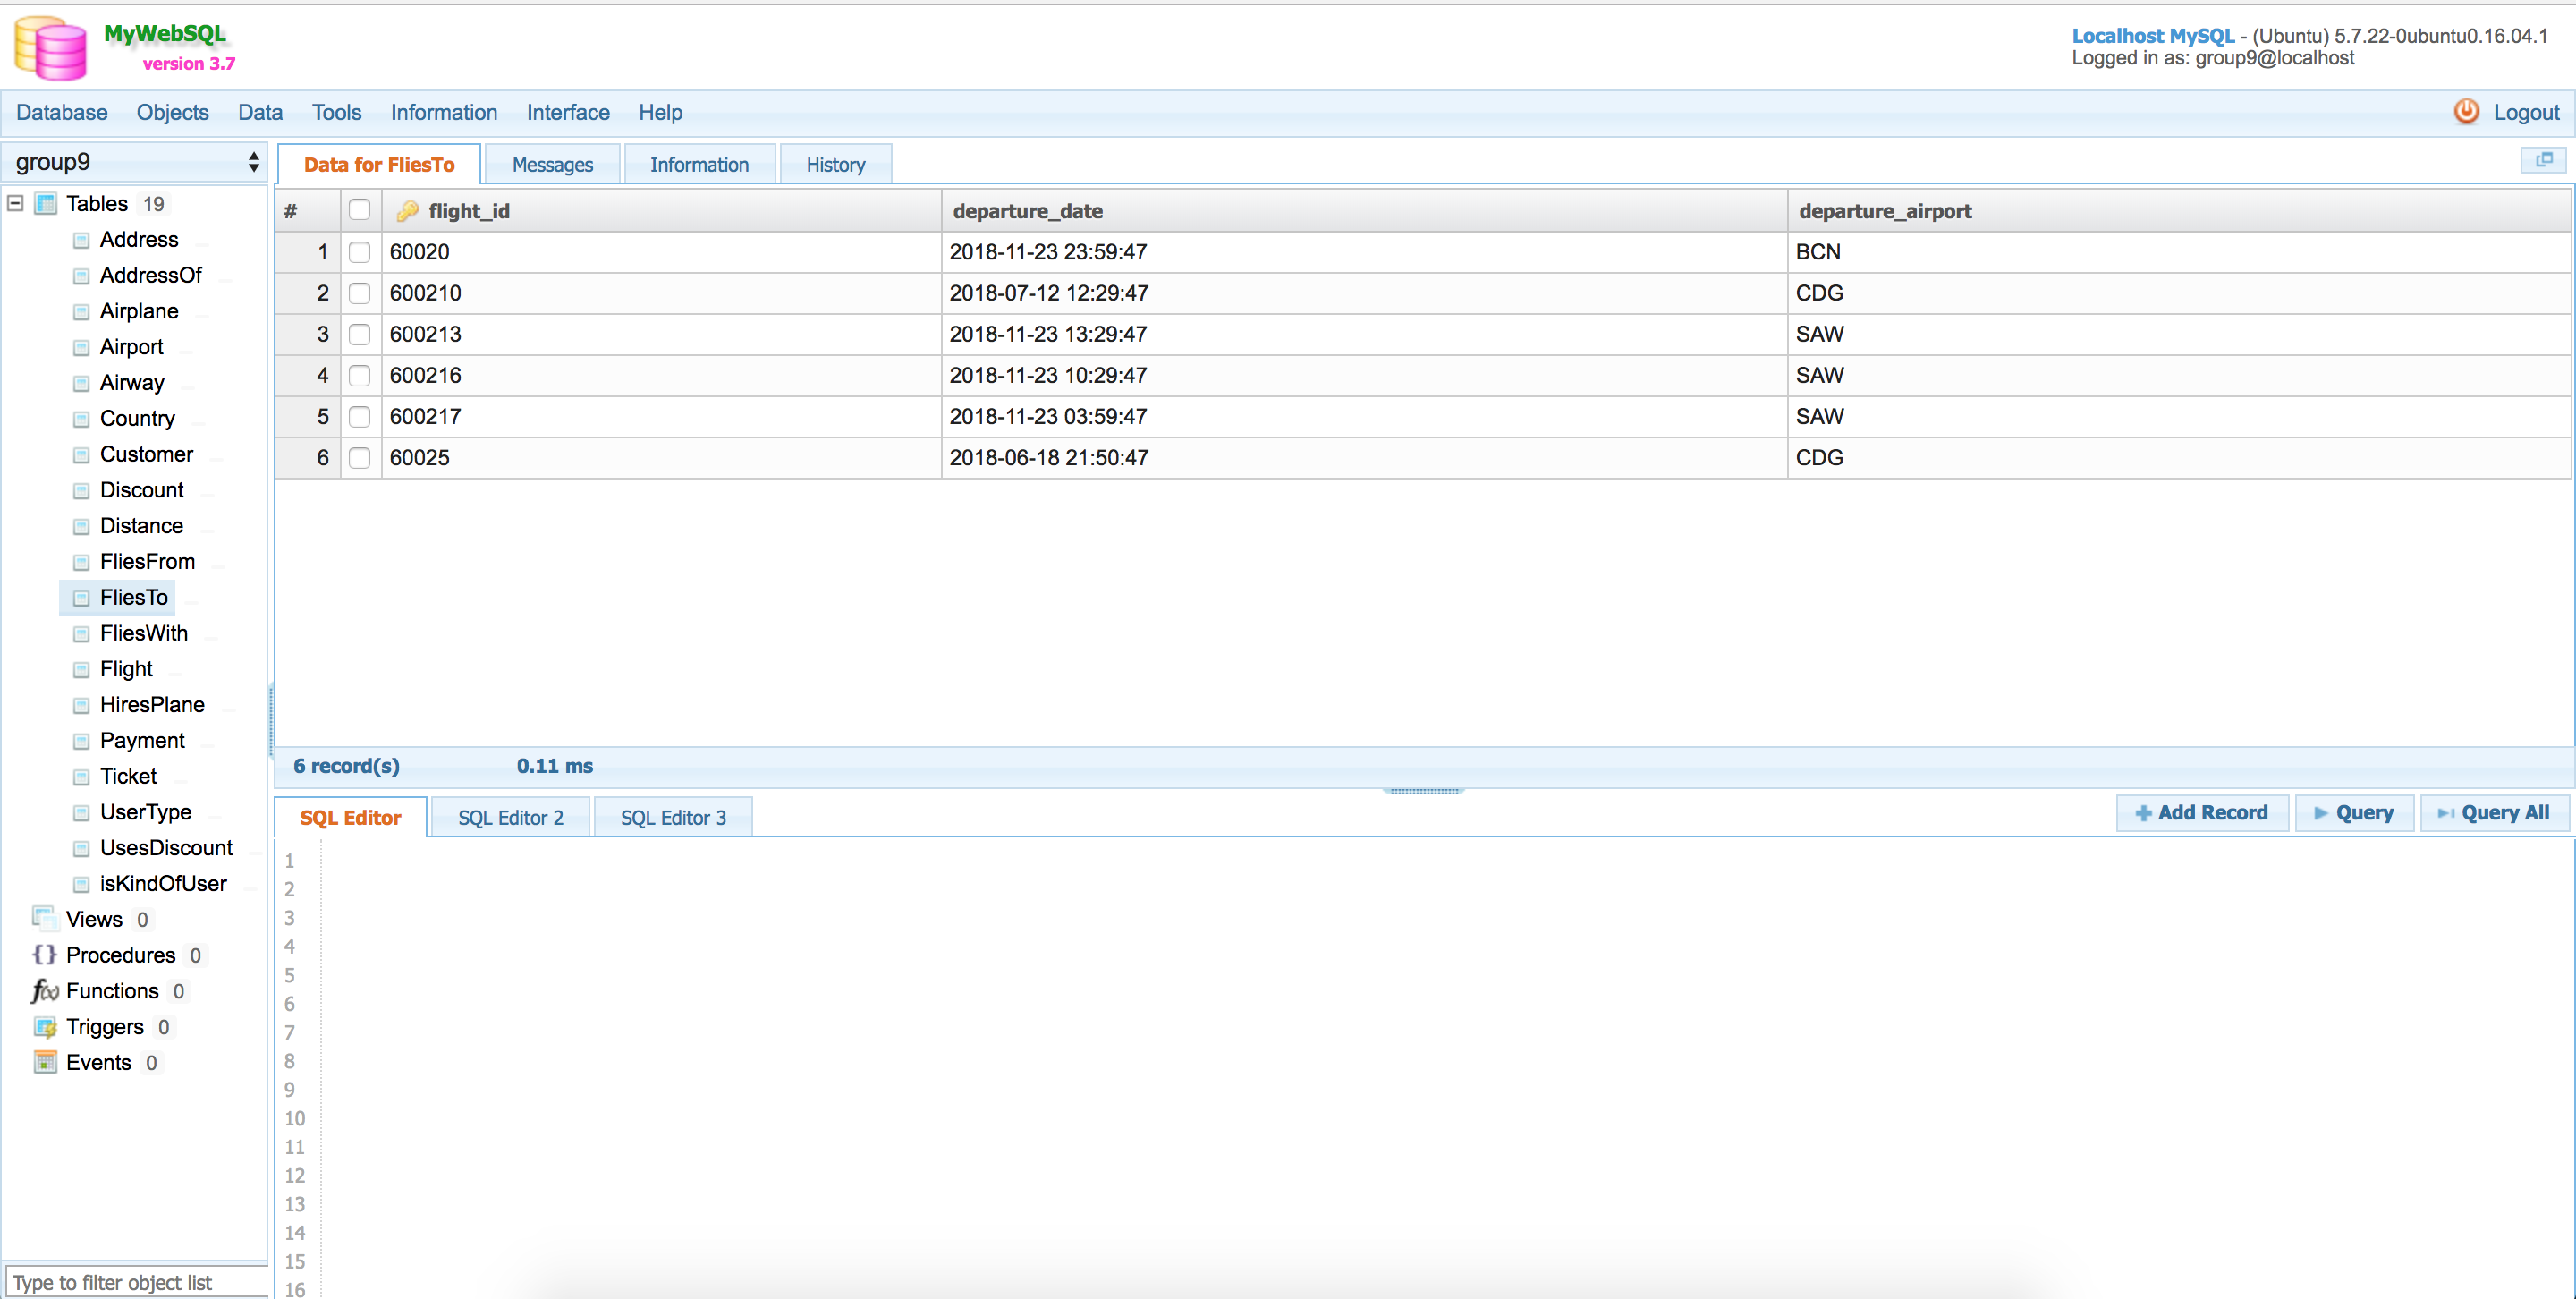 MyWebSQL
version 3.7
Localhost MySQL - (Ubuntu) 5.7.22-0ubuntu0.16.04.1
Logged in as: group9@localhost
Database Objects Data Tools Information Interface Help Logout
group9
Data for FliesTo Messages Information History
Tables 19
Address
AddressOf
Airplane
Airport
Airway
Country
Customer
Discount
Distance
FliesFrom
FliesTo
FliesWith
Flight
HiresPlane
Payment
Ticket
UserType
UsesDiscount
isKindOfUser
Views 0
{} Procedures 0
f(x) Functions 0
Triggers 0
Events 0
Type to filter object list
# flight_id departure_date departure_airport
1 60020 2018-11-23 23:59:47 BCN
2 600210 2018-07-12 12:29:47 CDG
3 600213 2018-11-23 13:29:47 SAW
4 600216 2018-11-23 10:29:47 SAW
5 600217 2018-11-23 03:59:47 SAW
6 60025 2018-06-18 21:50:47 CDG
6 record(s) 0.11 ms
SQL Editor SQL Editor 2 SQL Editor 3 Add Record Query Query All
1
2
3
4
5
6
7
8
9
10
11
12
13
14
15
16